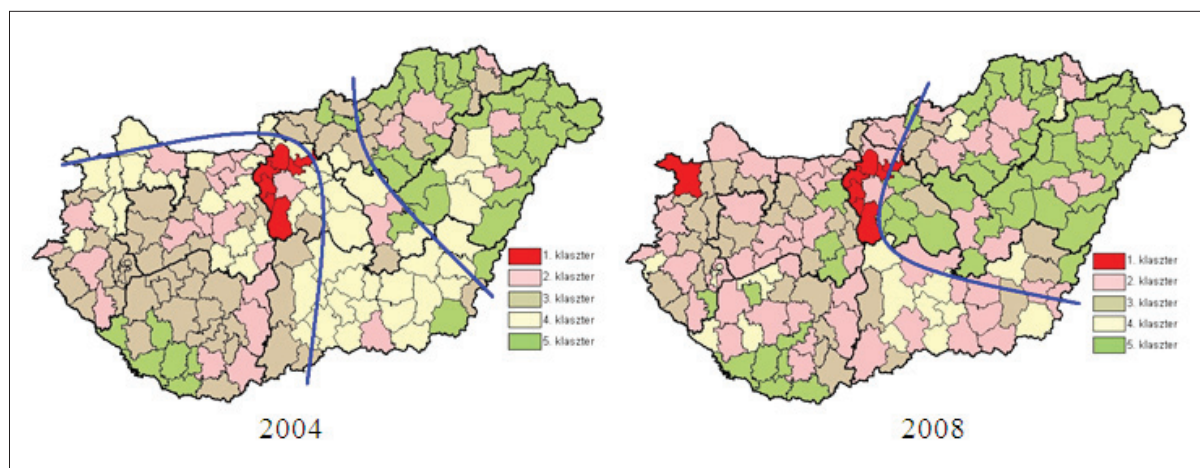 1. klaszter
2. klaszter
3. klaszter
4. klaszter
5. klaszter
2004
1. klaszter
2. klaszter
3. klaszter
4. klaszter
5. klaszter
2008